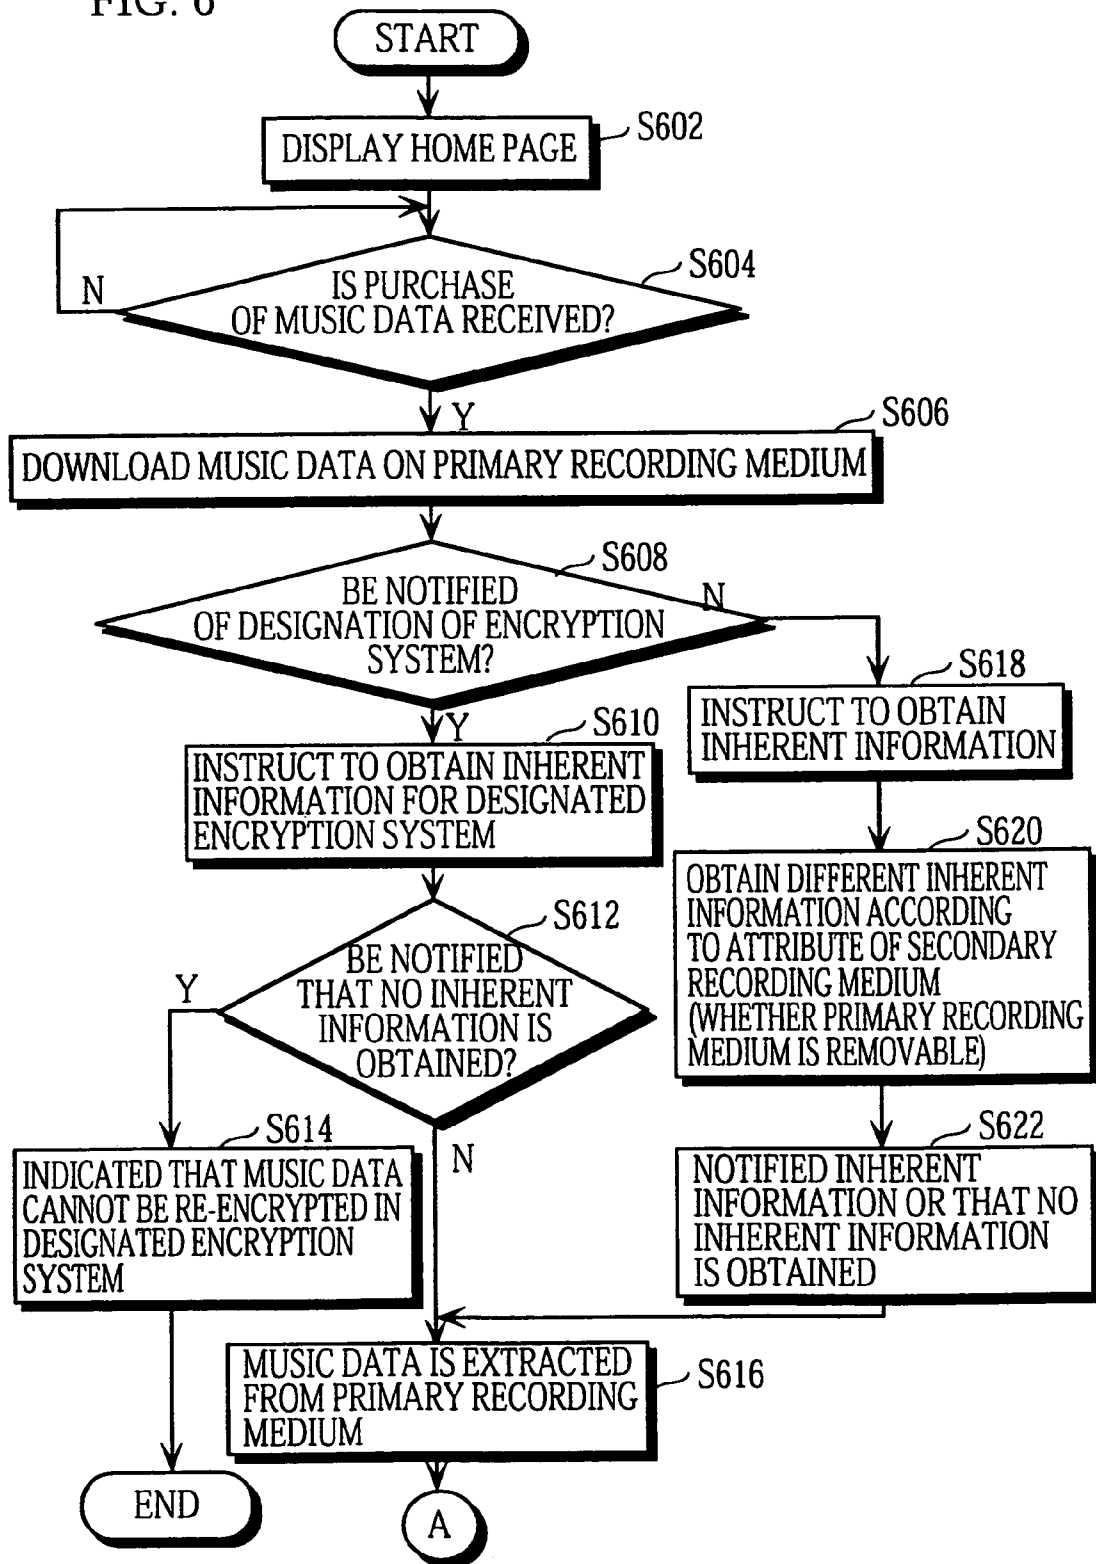 FIG. 6
START
S602
DISPLAY HOME PAGE
S604
N
IS PURCHASE
OF MUSIC DATA RECEIVED?
Y
S606
DOWNLOAD MUSIC DATA ON PRIMARY RECORDING MEDIUM
S608
N
BE NOTIFIED
OF DESIGNATION OF ENCRYPTION
SYSTEM?
Y
S610
INSTRUCT TO OBTAIN INHERENT
INFORMATION FOR DESIGNATED
ENCRYPTION SYSTEM
S618
INSTRUCT TO OBTAIN
INHERENT INFORMATION
S620
OBTAIN DIFFERENT INHERENT
INFORMATION ACCORDING
TO ATTRIBUTE OF SECONDARY
RECORDING MEDIUM
(WHETHER PRIMARY RECORDING
MEDIUM IS REMOVABLE)
S612
Y
BE NOTIFIED
THAT NO INHERENT
INFORMATION IS
OBTAINED?
N
S614
INDICATED THAT MUSIC DATA
CANNOT BE RE-ENCRYPTED IN
DESIGNATED ENCRYPTION
SYSTEM
S622
NOTIFIED INHERENT
INFORMATION OR THAT NO
INHERENT INFORMATION
IS OBTAINED
S616
MUSIC DATA IS EXTRACTED
FROM PRIMARY RECORDING
MEDIUM
END
A